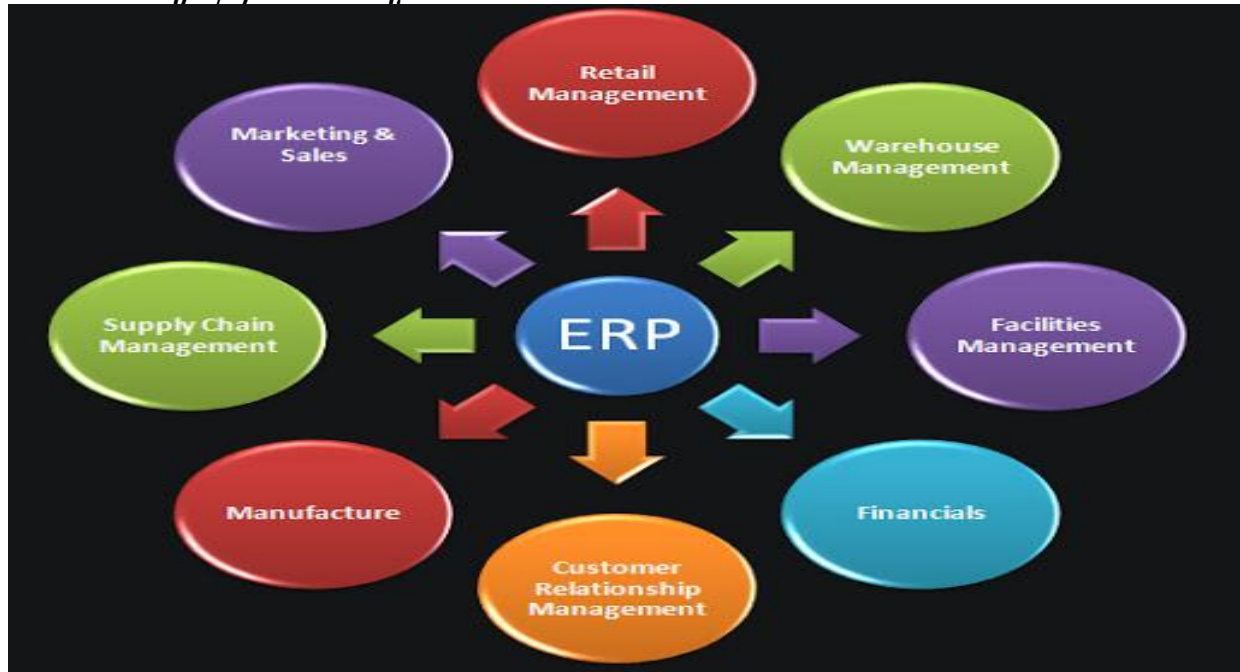 Retail
Management
Marketing &
Sales
Warehouse
Management
ERP
Supply Chain
Management
Facilities
Management
Manufacture
Financials
Customer
Relationship
Management